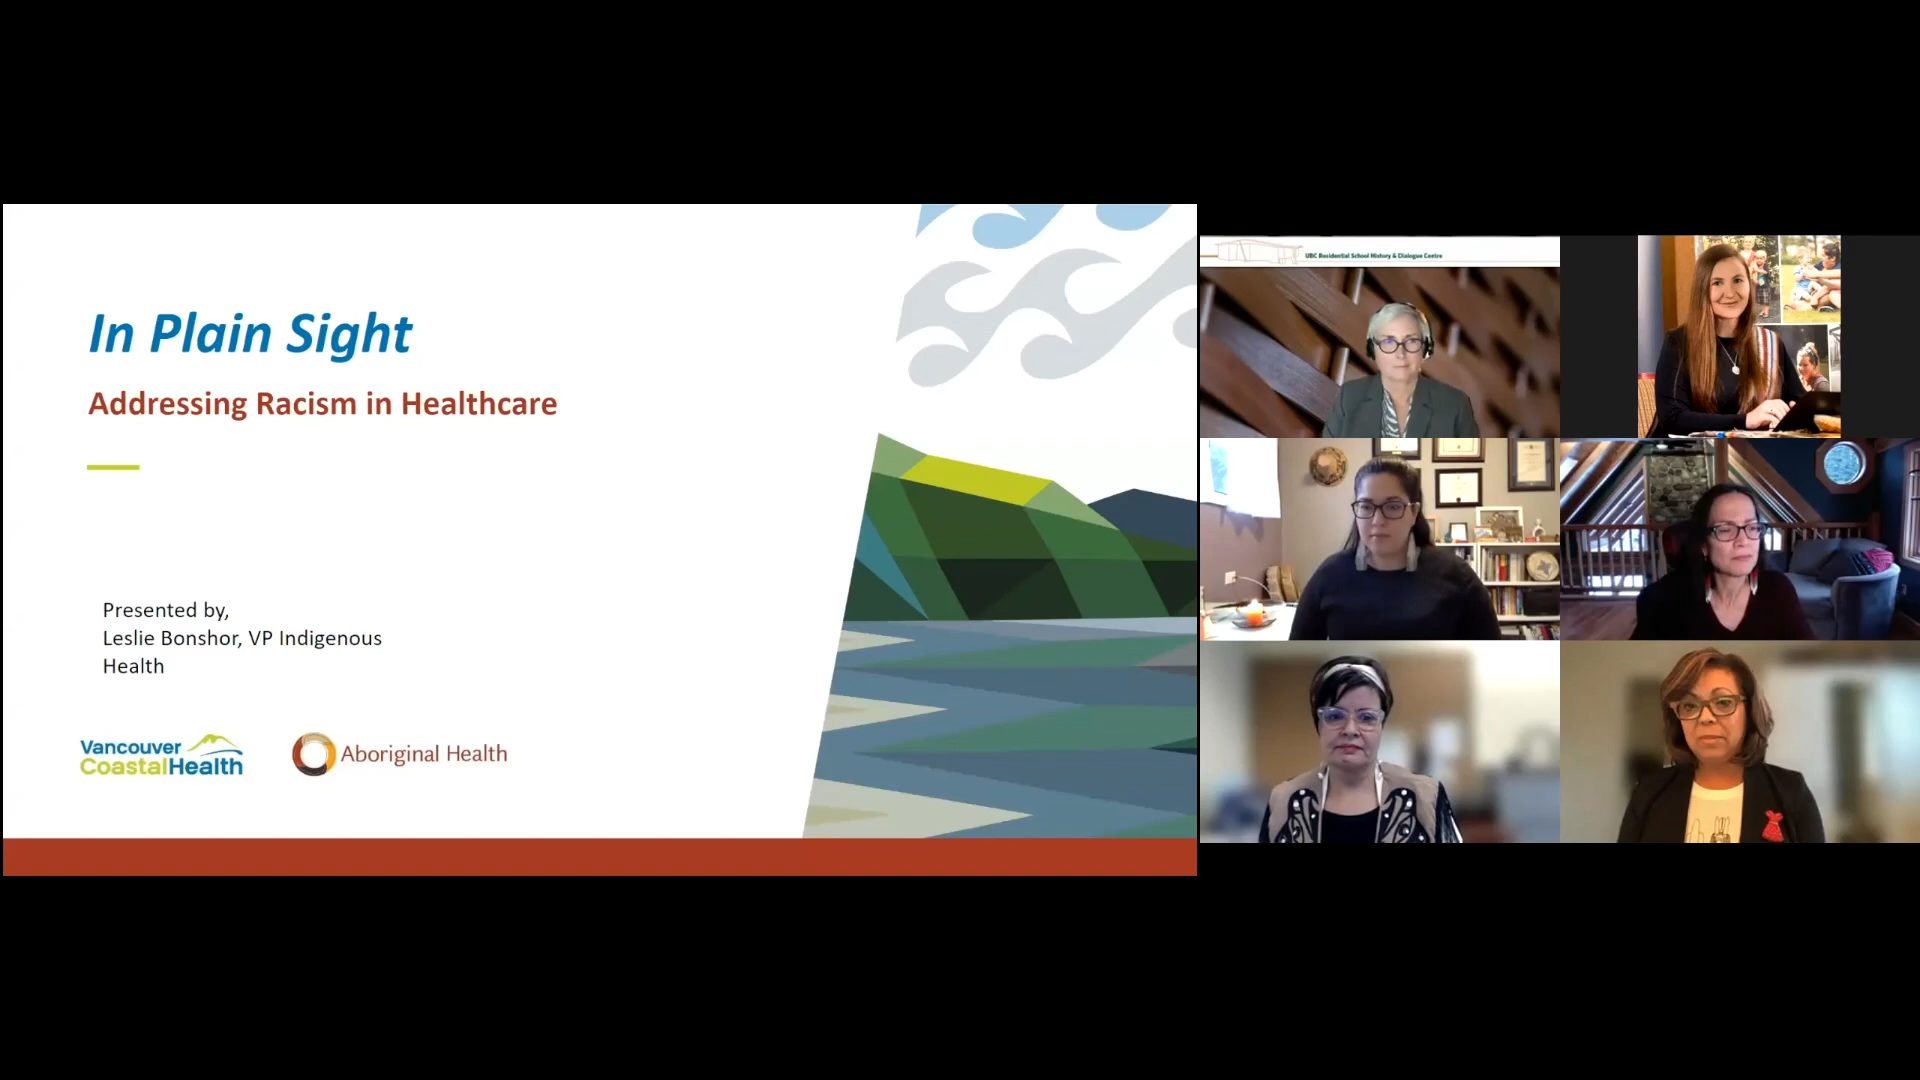 In Plain Sight
Addressing Racism in Healthcare
Presented by,
Leslie Bonshor, VP Indigenous
Health
Vancouver
CoastalHealth
Aboriginal Health
UBC Residential School History & Dialogue Centre